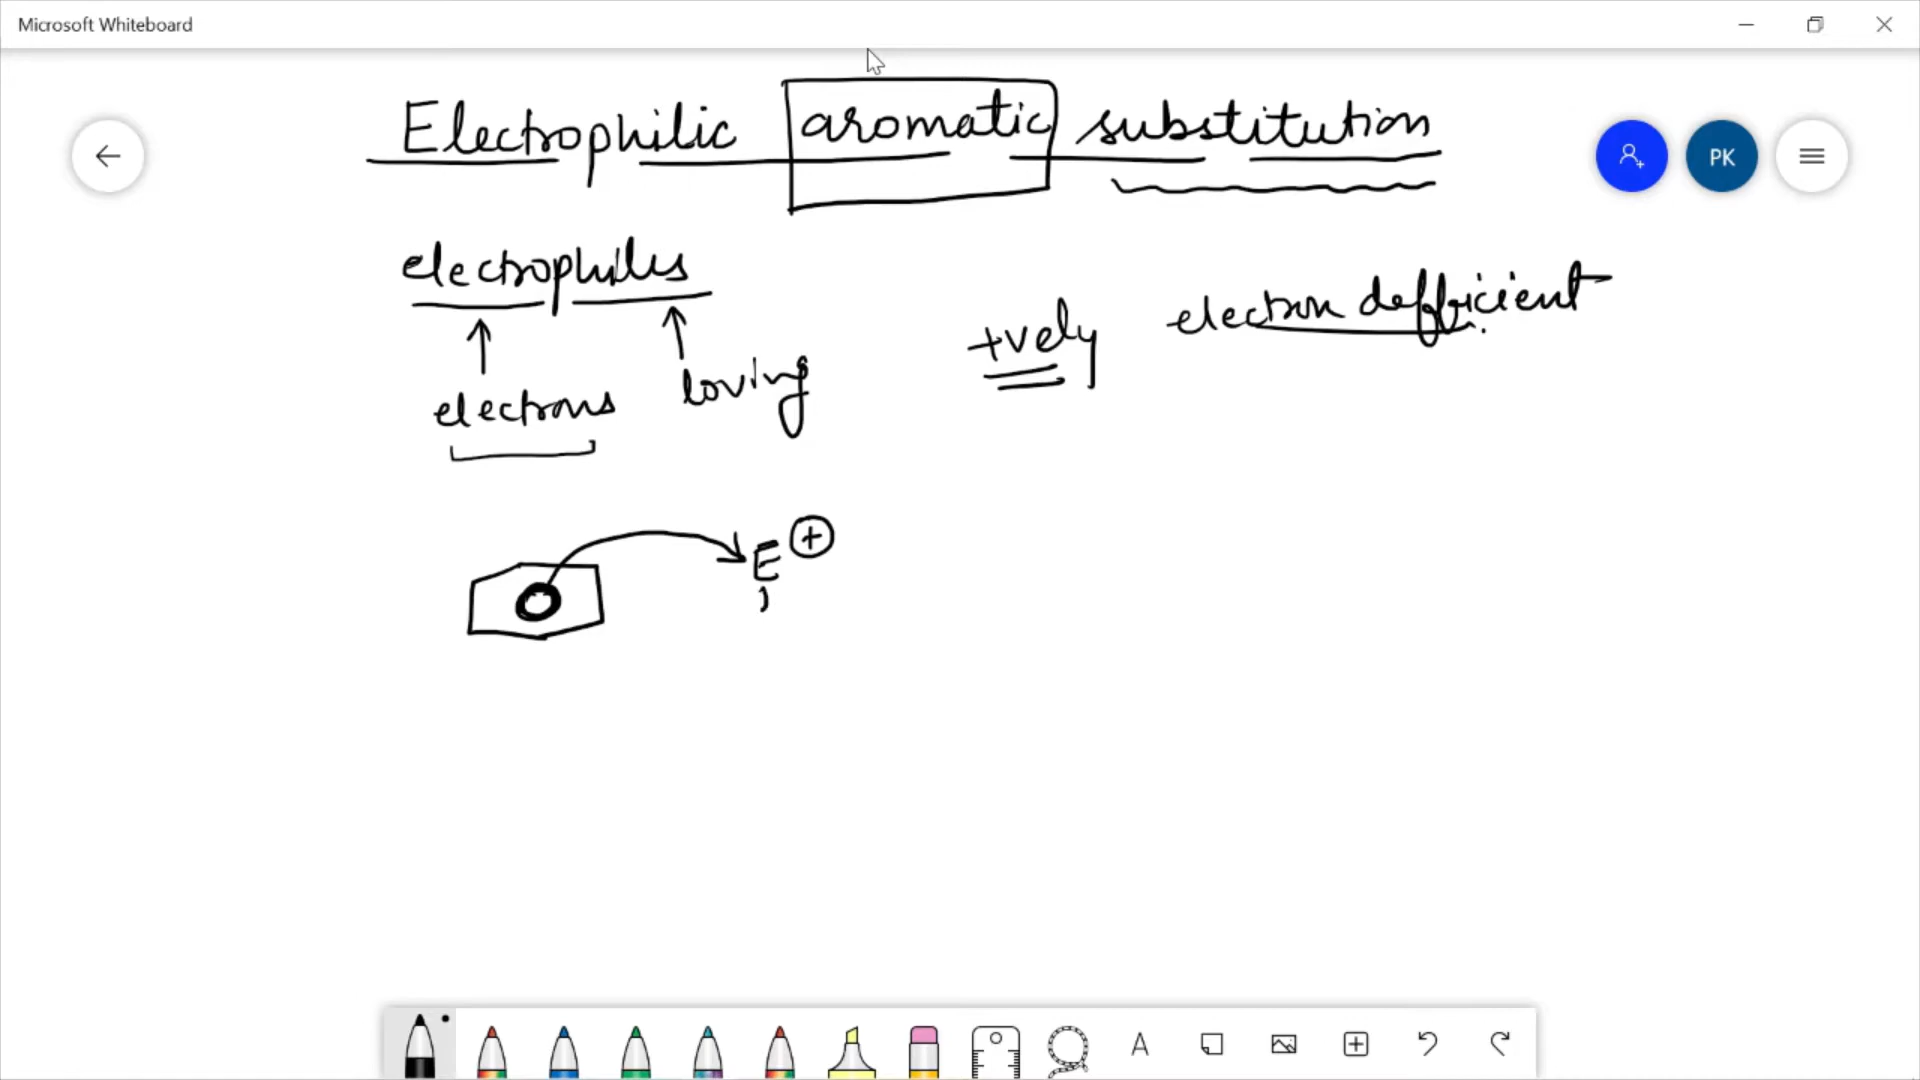 Microsoft Whiteboard
Electrophilic aromatic substitution
PK
electrophiles
electron defficient
+vely
loving
electrons
E +
A